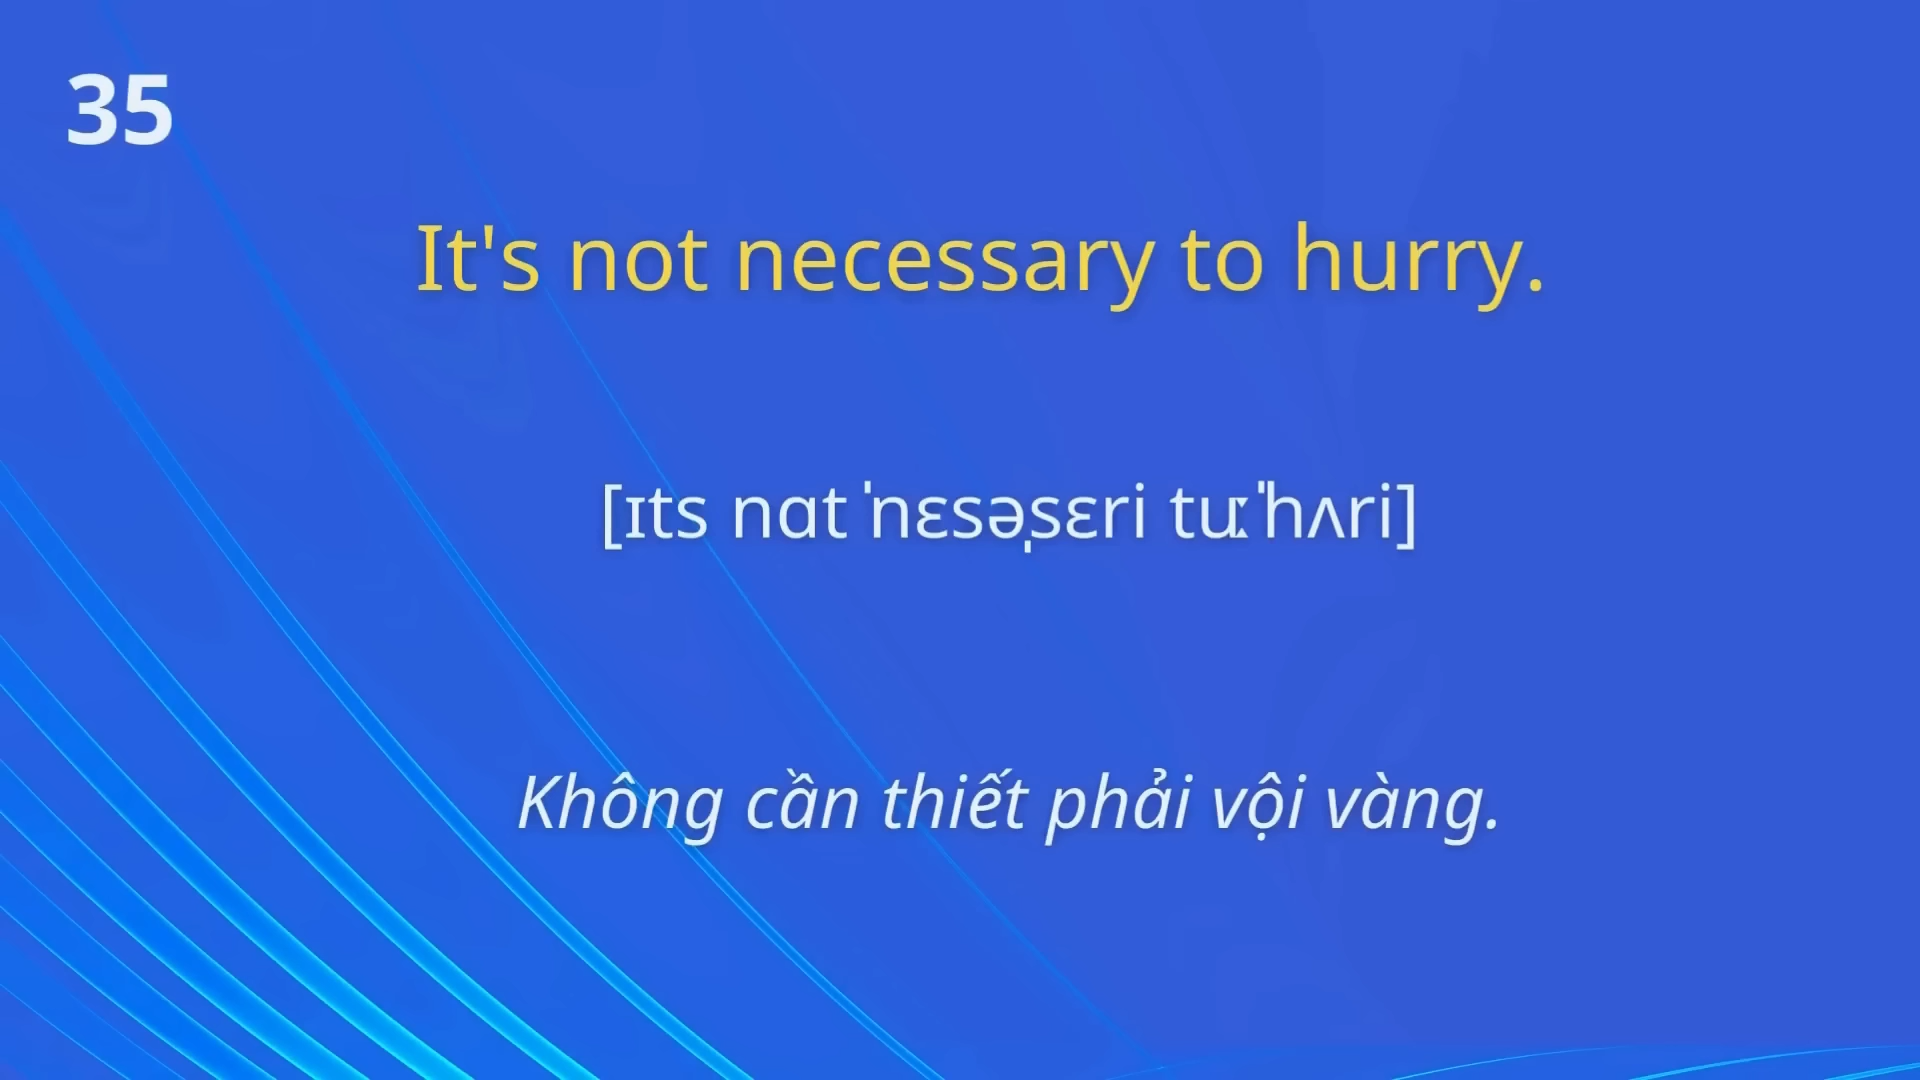 35
It's not necessary to hurry.
[ɪts nɑt ˈnɛsəˌsɛri tuː ˈhʌri]
Không cần thiết phải vội vàng.